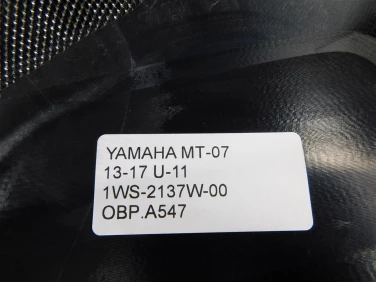 YAMAHA MT-07
13-17 U-11
1WS-2137W-00
OBP.A547